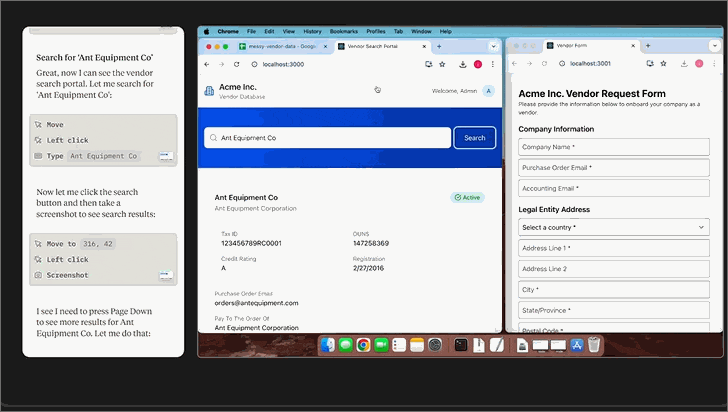 Search for 'Ant Equipment Co'
Great, now I can see the vendor
search portal. Let me search for
'Ant Equipment Co':
Move
Left click
Type Ant Equipment Co
Now let me click the search
button and then take a
screenshot to see search results:
Move to 316, 42
Left click
Screenshot
I see I need to press Page Down
to see more results for Ant
Equipment Co. Let me do that:
Chrome File Edit View History Bookmarks Profiles Tab Window Help
messy-vendor-data - Google
Vendor Search Portal
localhost:3000
Acme Inc.
Vendor Database
Welcome, Admin A
Ant Equipment Co
Search
Ant Equipment Co
Active
Ant Equipment Corporation
Tax ID
DUNS
123456789RC0001
147258369
Credit Rating
Registration
A
2/27/2016
Purchase Order Email
orders@antequipment.com
Pay To The Order Of
Ant Equipment Corporation
Vendor Form
localhost:3001
Acme Inc. Vendor Request Form
Please provide the information below to onboard your company as a
vendor.
Company Information
Company Name *
Purchase Order Email *
Accounting Email *
Legal Entity Address
Select a country *
Address Line 1 *
Address Line 2
City *
State/Province *
Postal Code *